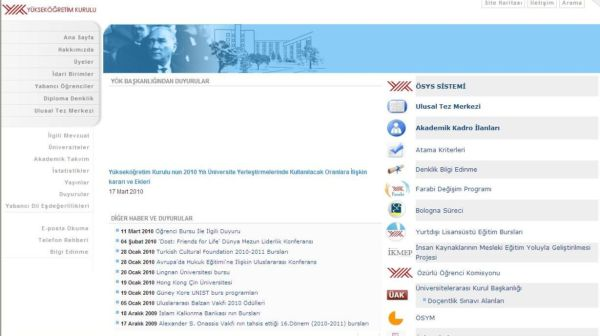 Site Haritası | İletişim | Arama
YÜKSEKÖĞRETİM KURULU
Ana Sayfa
Hakkımızda
Üyeler
İdari Birimler
Yabancı Öğrenciler
Diploma Denklik
Ulusal Tez Merkezi
İlgili Mevzuat
Üniversiteler
Akademik Takvim
İstatistikler
Yayınlar
Duyurular
Yabancı Dil Eşdeğerlilikleri
E-posta Okuma
Telefon Rehberi
Bilgi Edinme
YÖK BAŞKANLIĞINDAN DUYURULAR
Yükseköğretim Kurulu nun 2010 Yılı Üniversite Yerleştirmelerinde Kullanılacak Oranlara İlişkin
kararı ve Ekleri
17 Mart 2010
DİĞER HABER VE DUYURULAR
11 Mart 2010 Öğrenci Bursu İle İlgili Duyuru
04 Şubat 2010 'Dost: Friends for Life' Dünya Mezun Liderlik Konferansı
28 Ocak 2010 Turkish Cultural Foundation 2010-2011 Bursları
28 Ocak 2010 Avrupa'da Hukuk Eğitimi'ne İlişkin Uluslararası Konferans
21 Ocak 2010 Lingnan Üniversitesi bursu
19 Ocak 2010 Hong Kong Çin Üniversitesi
19 Ocak 2010 Güney Kore UNIST burs programları
05 Ocak 2010 Uluslararası Balzan Vakfı 2010 Ödülleri
18 Aralık 2009 İslam Kalkınma Bankası nın Bursları
17 Aralık 2009 Alexander S. Onassis Vakfı nın tahsis ettiği 16.Dönem (2010-2011) bursları
ÖSYS SİSTEMİ
Ulusal Tez Merkezi
Akademik Kadro İlanları
Atama Kriterleri
Denklik Bilgi Edinme
Farabi
Farabi Değişim Programı
Bologna Süreci
Yurtdışı Lisansüstü Eğitim Bursları
İKMEP
İnsan Kaynaklarının Mesleki Eğitim Yoluyla Geliştirilmesi
Projesi
Özürlü Öğrenci Komisyonu
ÜAK
Üniversitelerarası Kurul Başkanlığı
Doçentlik Sınavı Alanları
ÖSYM